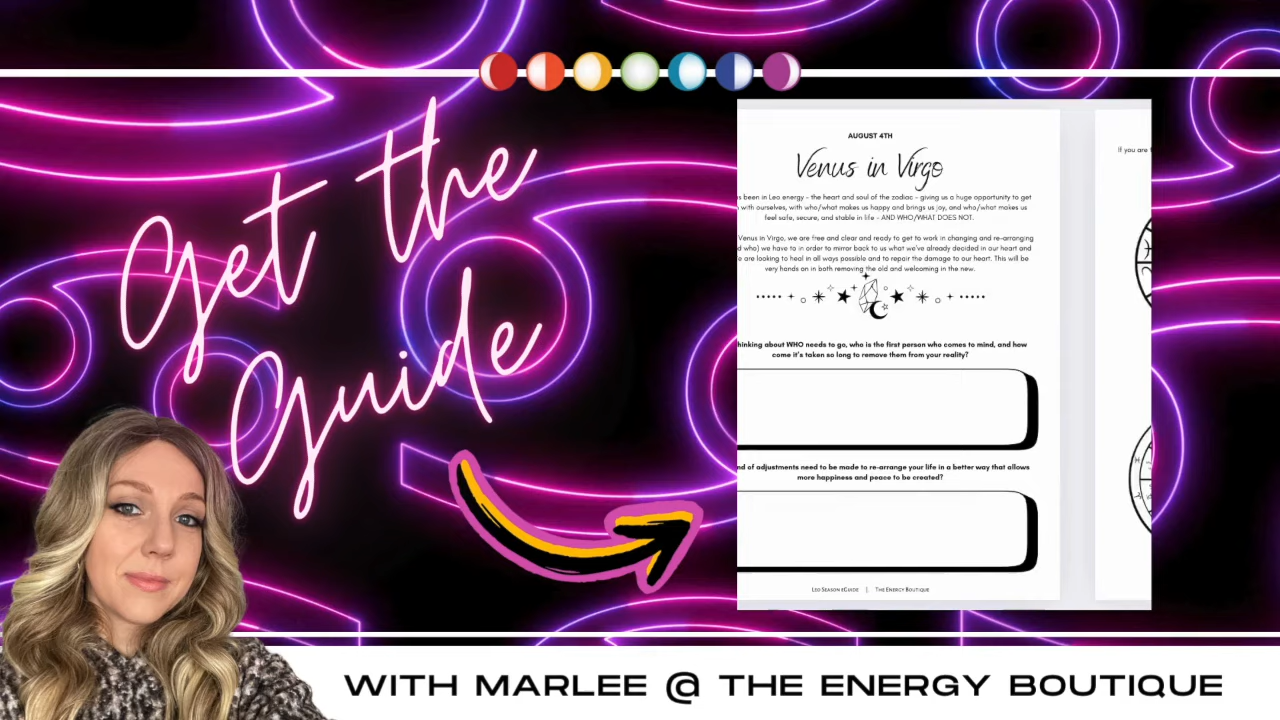 Get the
Guide
AUGUST 4TH
Venus in Virgo
been in Leo energy - the heart and soul of the zodiac - giving us a huge opportunity to get
with ourselves, with who/what makes us happy and brings us joy, and who/what makes us
feel safe, secure, and stable in life - AND WHO/WHAT DOES NOT.
Venus in Virgo, we are free and clear and ready to get to work in changing and re-arranging
who) we have to in order to mirror back to us what we've already decided in our heart and
are looking to heal in all ways possible and to repair the damage to our heart. This will be
very hands on in both removing the old and welcoming in the new.
thinking about WHO needs to go, who is the first person who comes to mind, and how
come it's taken so long to remove them from your reality?
of adjustments need to be made to re-arrange your life in a better way that allows
more happiness and peace to be created?
LEO SEASON EGUIDE | THE ENERGY BOUTIQUE
If you are
WITH MARLEE @ THE ENERGY BOUTIQUE